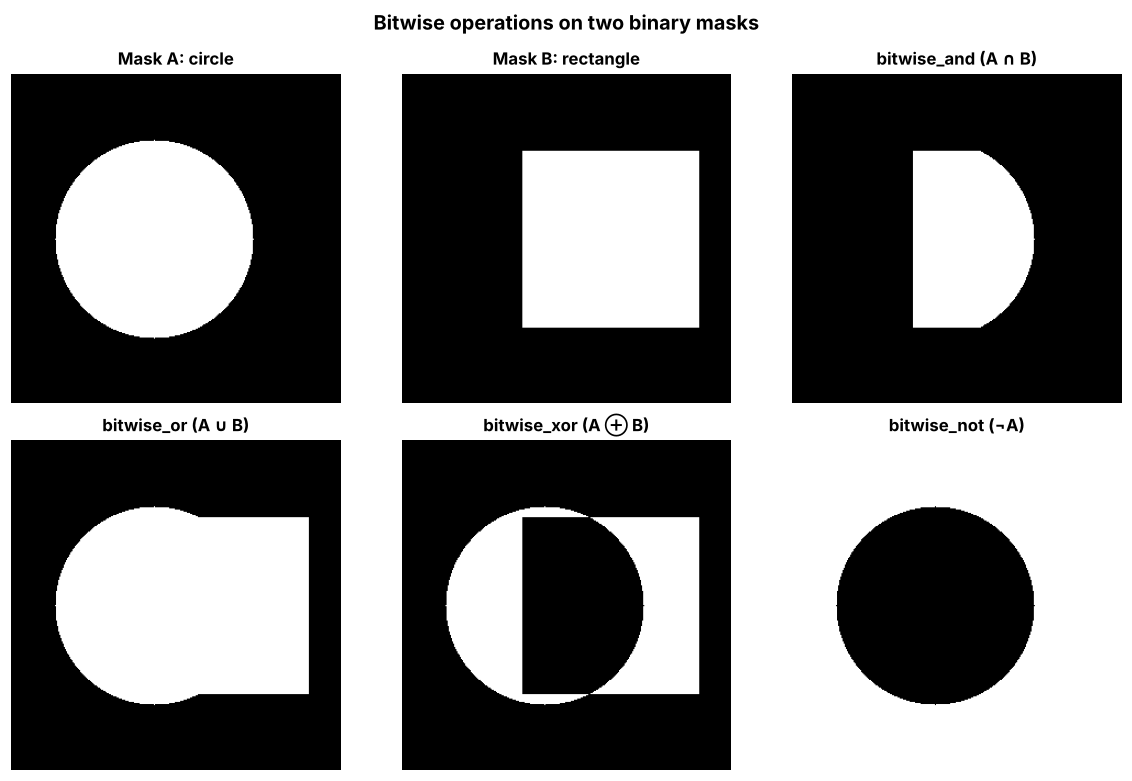 Bitwise operations on two binary masks
Mask A: circle
Mask B: rectangle
bitwise_and (A ∩ B)
bitwise_or (A ∪ B)
bitwise_xor (A ⊕ B)
bitwise_not (¬A)